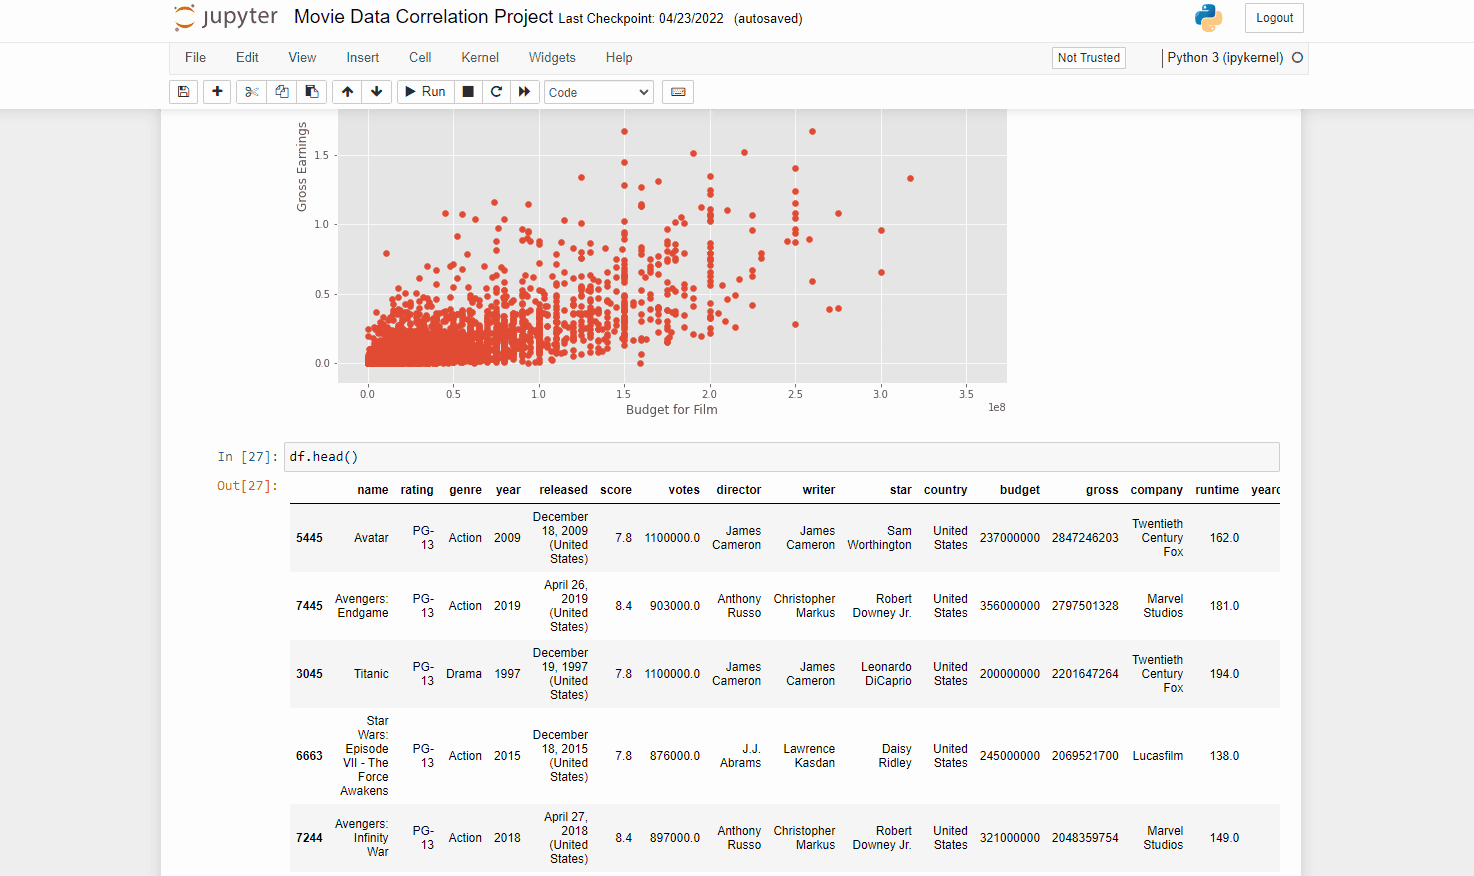 jupyter Movie Data Correlation Project Last Checkpoint: 04/23/2022 (autosaved) Logout
File Edit View Insert Cell Kernel Widgets Help Not Trusted Python 3 (ipykernel)
Run Code
Gross Earnings
1.5
1.0
0.5
0.0
0.0 0.5 1.0 1.5 2.0 2.5 3.0 3.5
1e8
Budget for Film
In [27]: df.head()
Out[27]:
name rating genre year released score votes director writer star country budget gross company runtime yearc
5445 Avatar PG-13 Action 2009 December 18, 2009 (United States) 7.8 1100000.0 James Cameron James Cameron Sam Worthington United States 237000000 2847246203 Twentieth Century Fox 162.0
7445 Avengers: Endgame PG-13 Action 2019 April 26, 2019 (United States) 8.4 903000.0 Anthony Russo Christopher Markus Robert Downey Jr. United States 356000000 2797501328 Marvel Studios 181.0
3045 Titanic PG-13 Drama 1997 December 19, 1997 (United States) 7.8 1100000.0 James Cameron James Cameron Leonardo DiCaprio United States 200000000 2201647264 Twentieth Century Fox 194.0
6663 Star Wars: Episode VII - The Force Awakens PG-13 Action 2015 December 18, 2015 (United States) 7.8 876000.0 J.J. Abrams Lawrence Kasdan Daisy Ridley United States 245000000 2069521700 Lucasfilm 138.0
7244 Avengers: Infinity War PG-13 Action 2018 April 27, 2018 (United States) 8.4 897000.0 Anthony Russo Christopher Markus Robert Downey Jr. United States 321000000 2048359754 Marvel Studios 149.0